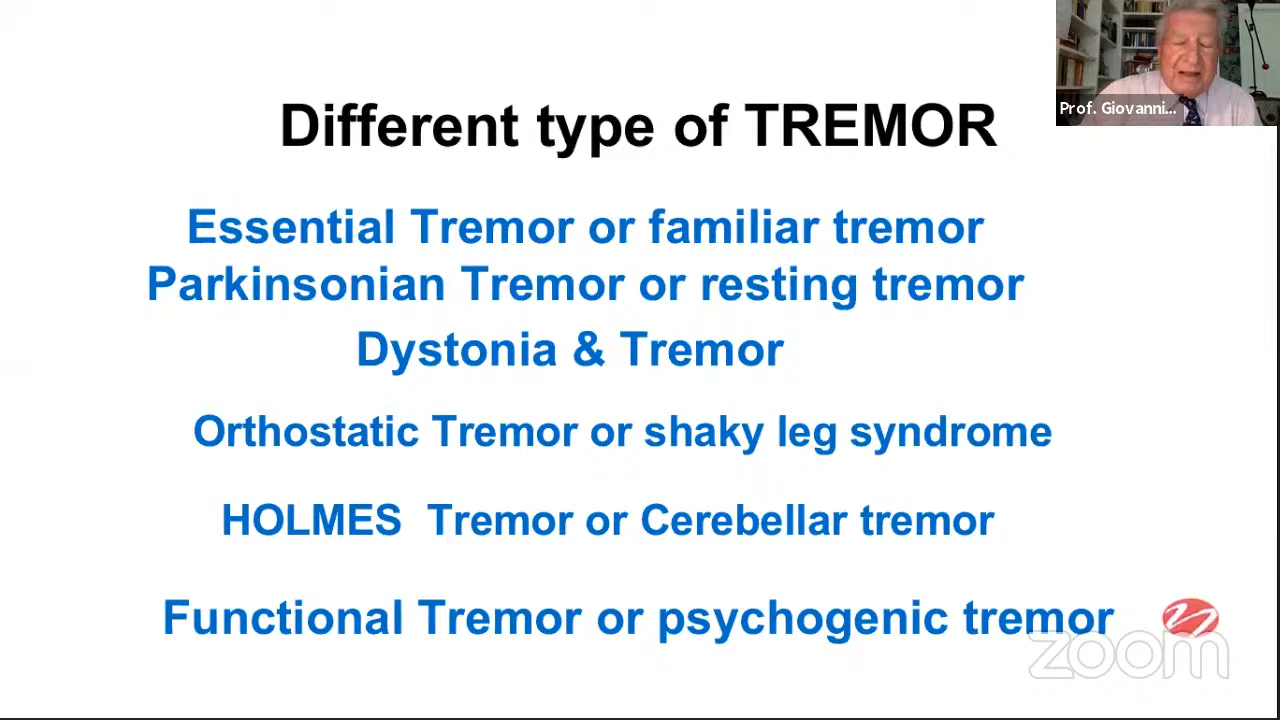 Prof. Giovanni...
Different type of TREMOR
Essential Tremor or familiar tremor
Parkinsonian Tremor or resting tremor
Dystonia & Tremor
Orthostatic Tremor or shaky leg syndrome
HOLMES Tremor or Cerebellar tremor
Functional Tremor or psychogenic tremor
zoom